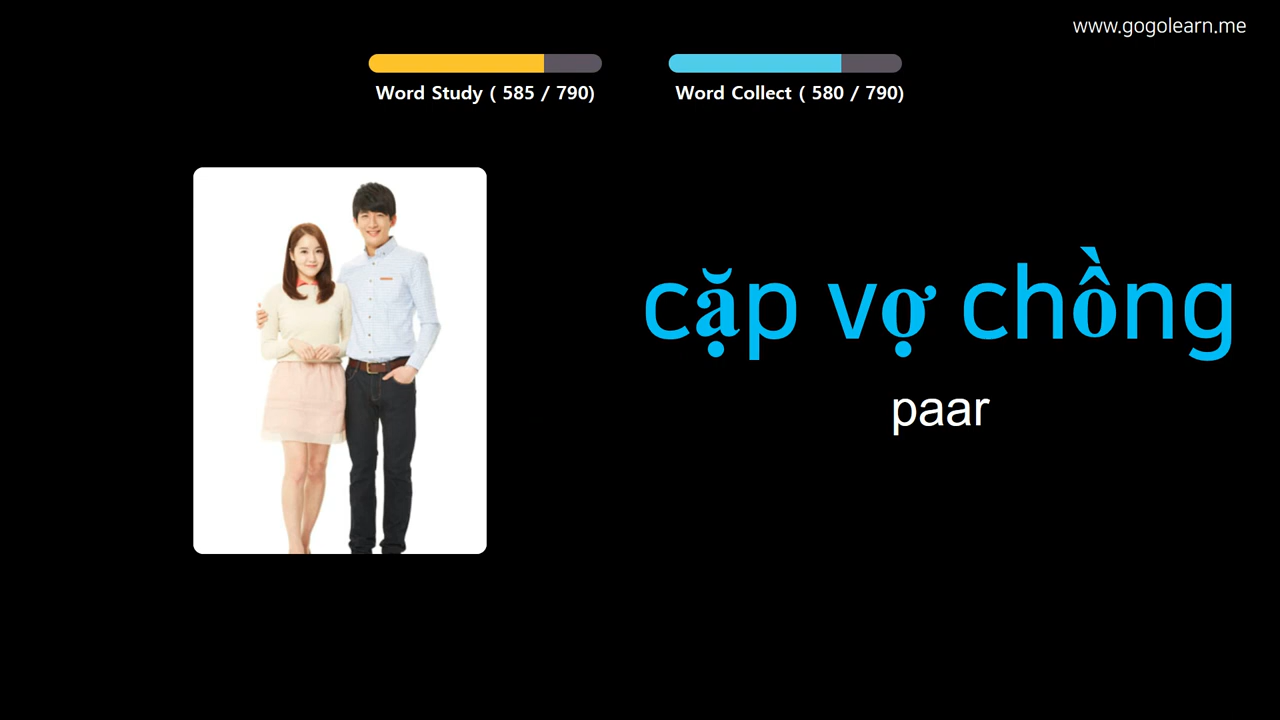 www.gogolearn.me
Word Study ( 585 / 790)
Word Collect ( 580 / 790)
cặp vợ chồng
paar